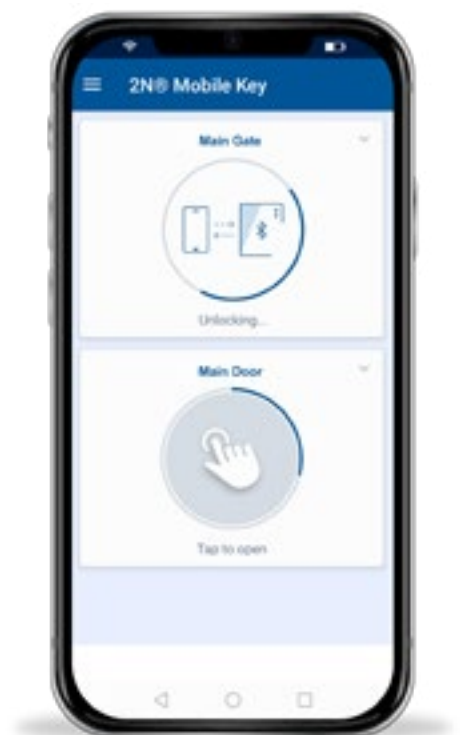 2N® Mobile Key
Main Gate
Unlocking...
Main Door
Tap to open